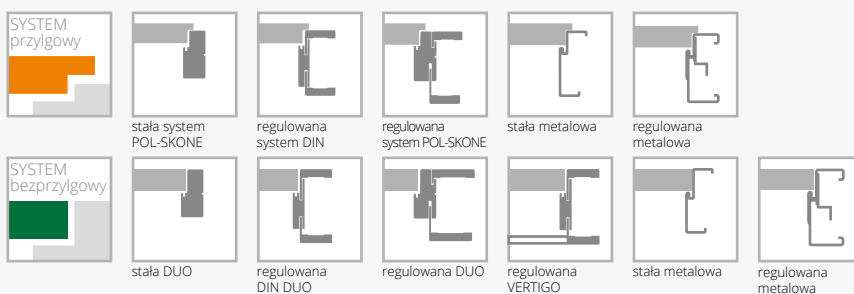 SYSTEM
przylgowy
stała system
POL-SKONE
regulowana
system DIN
regulowana
system POL-SKONE
stała metalowa
regulowana
metalowa
SYSTEM
bezprzylgowy
stała DUO
regulowana
DIN DUO
regulowana DUO
regulowana
VERTIGO
stała metalowa
regulowana
metalowa